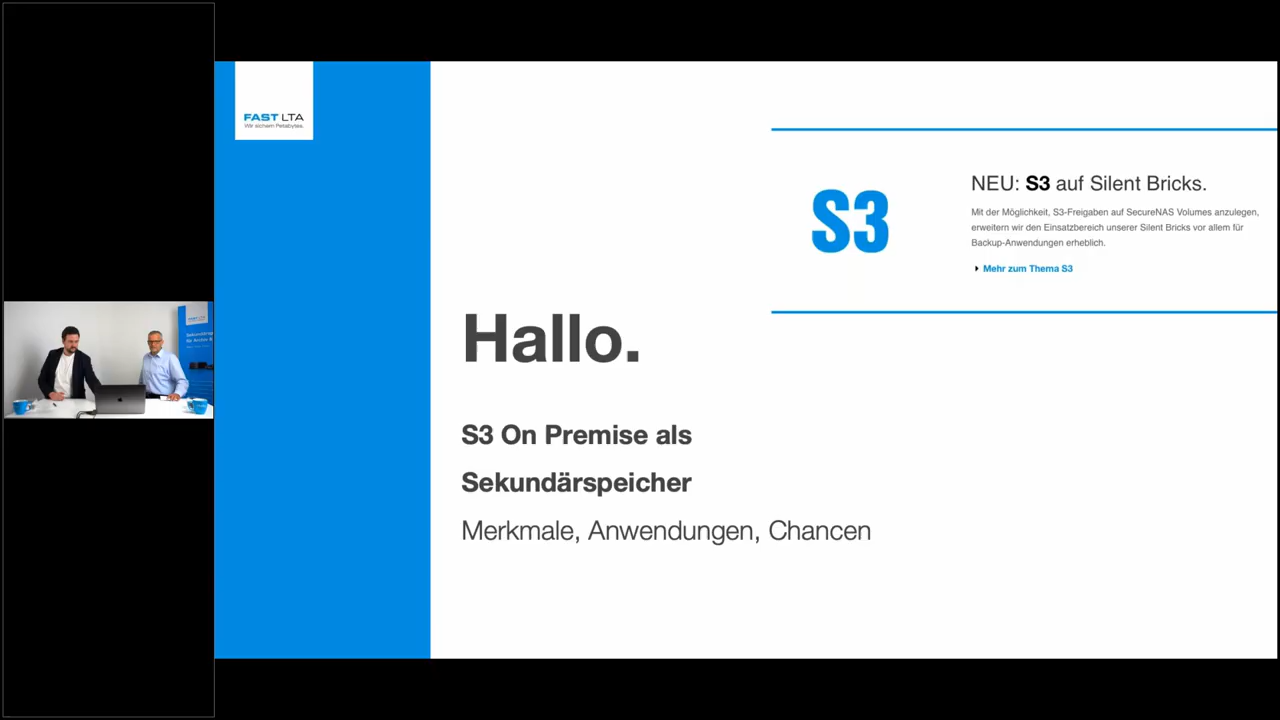 FAST LTA
Wir sichern Petabytes.
S3
NEU: S3 auf Silent Bricks.
Mit der Möglichkeit, S3-Freigaben auf SecureNAS Volumes anzulegen,
erweitern wir den Einsatzbereich unserer Silent Bricks vor allem für
Backup-Anwendungen erheblich.
Mehr zum Thema S3
Hallo.
S3 On Premise als
Sekundärspeicher
Merkmale, Anwendungen, Chancen